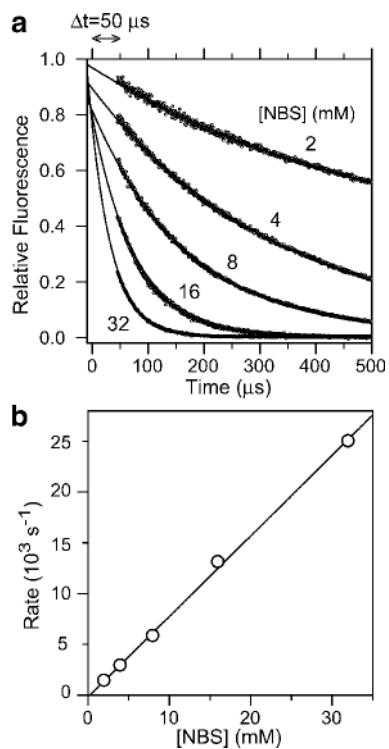 a
Δt=50 μs
1.0
0.8
0.6
0.4
0.2
0.0
Relative Fluorescence
[NBS] (mM)
2
4
8
16
32
0 100 200 300 400 500
Time (μs)
b
25
20
15
10
5
0
Rate (10³ s⁻¹)
0 10 20 30
[NBS] (mM)